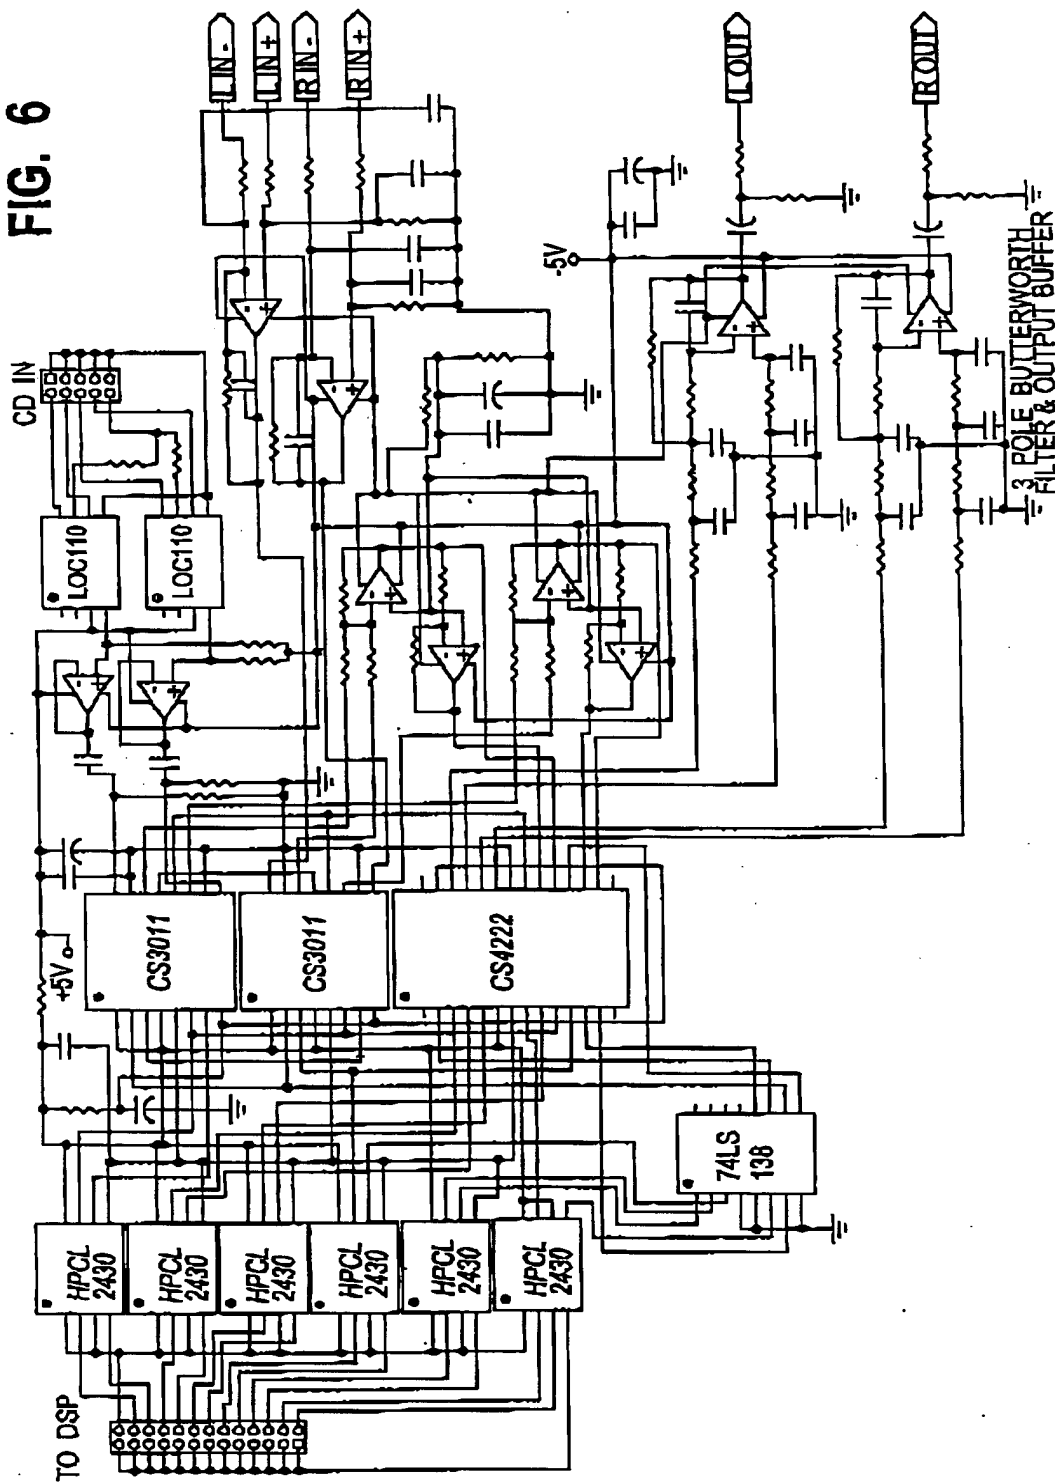 FIG. 6
TO DSP
HPCL
2430
HPCL
2430
HPCL
2430
HPCL
2430
HPCL
2430
HPCL
2430
+5V
CS3011
CS3011
CS4222
74LS
138
CD IN
LOC110
LOC110
L IN -
L IN +
R IN -
R IN +
-5V
L OUT
R OUT
3 POLE BUTTERWORTH
FILTER & OUTPUT BUFFER